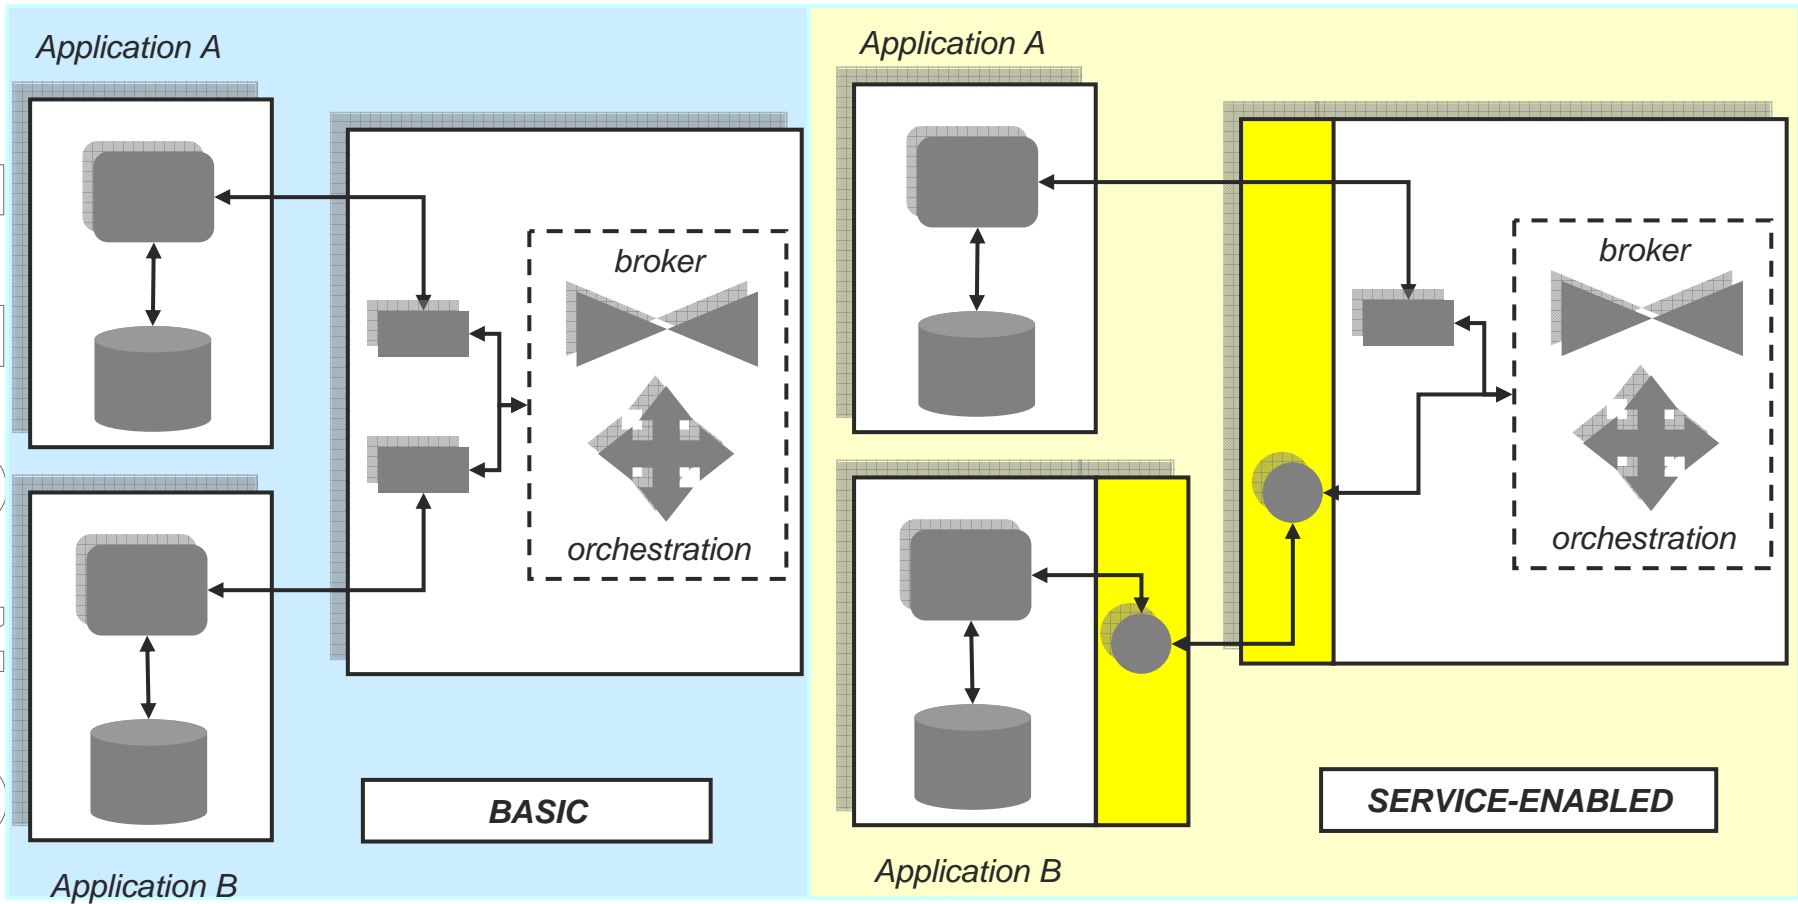 Application A
broker
orchestration
BASIC
Application B
Application A
broker
orchestration
SERVICE-ENABLED
Application B